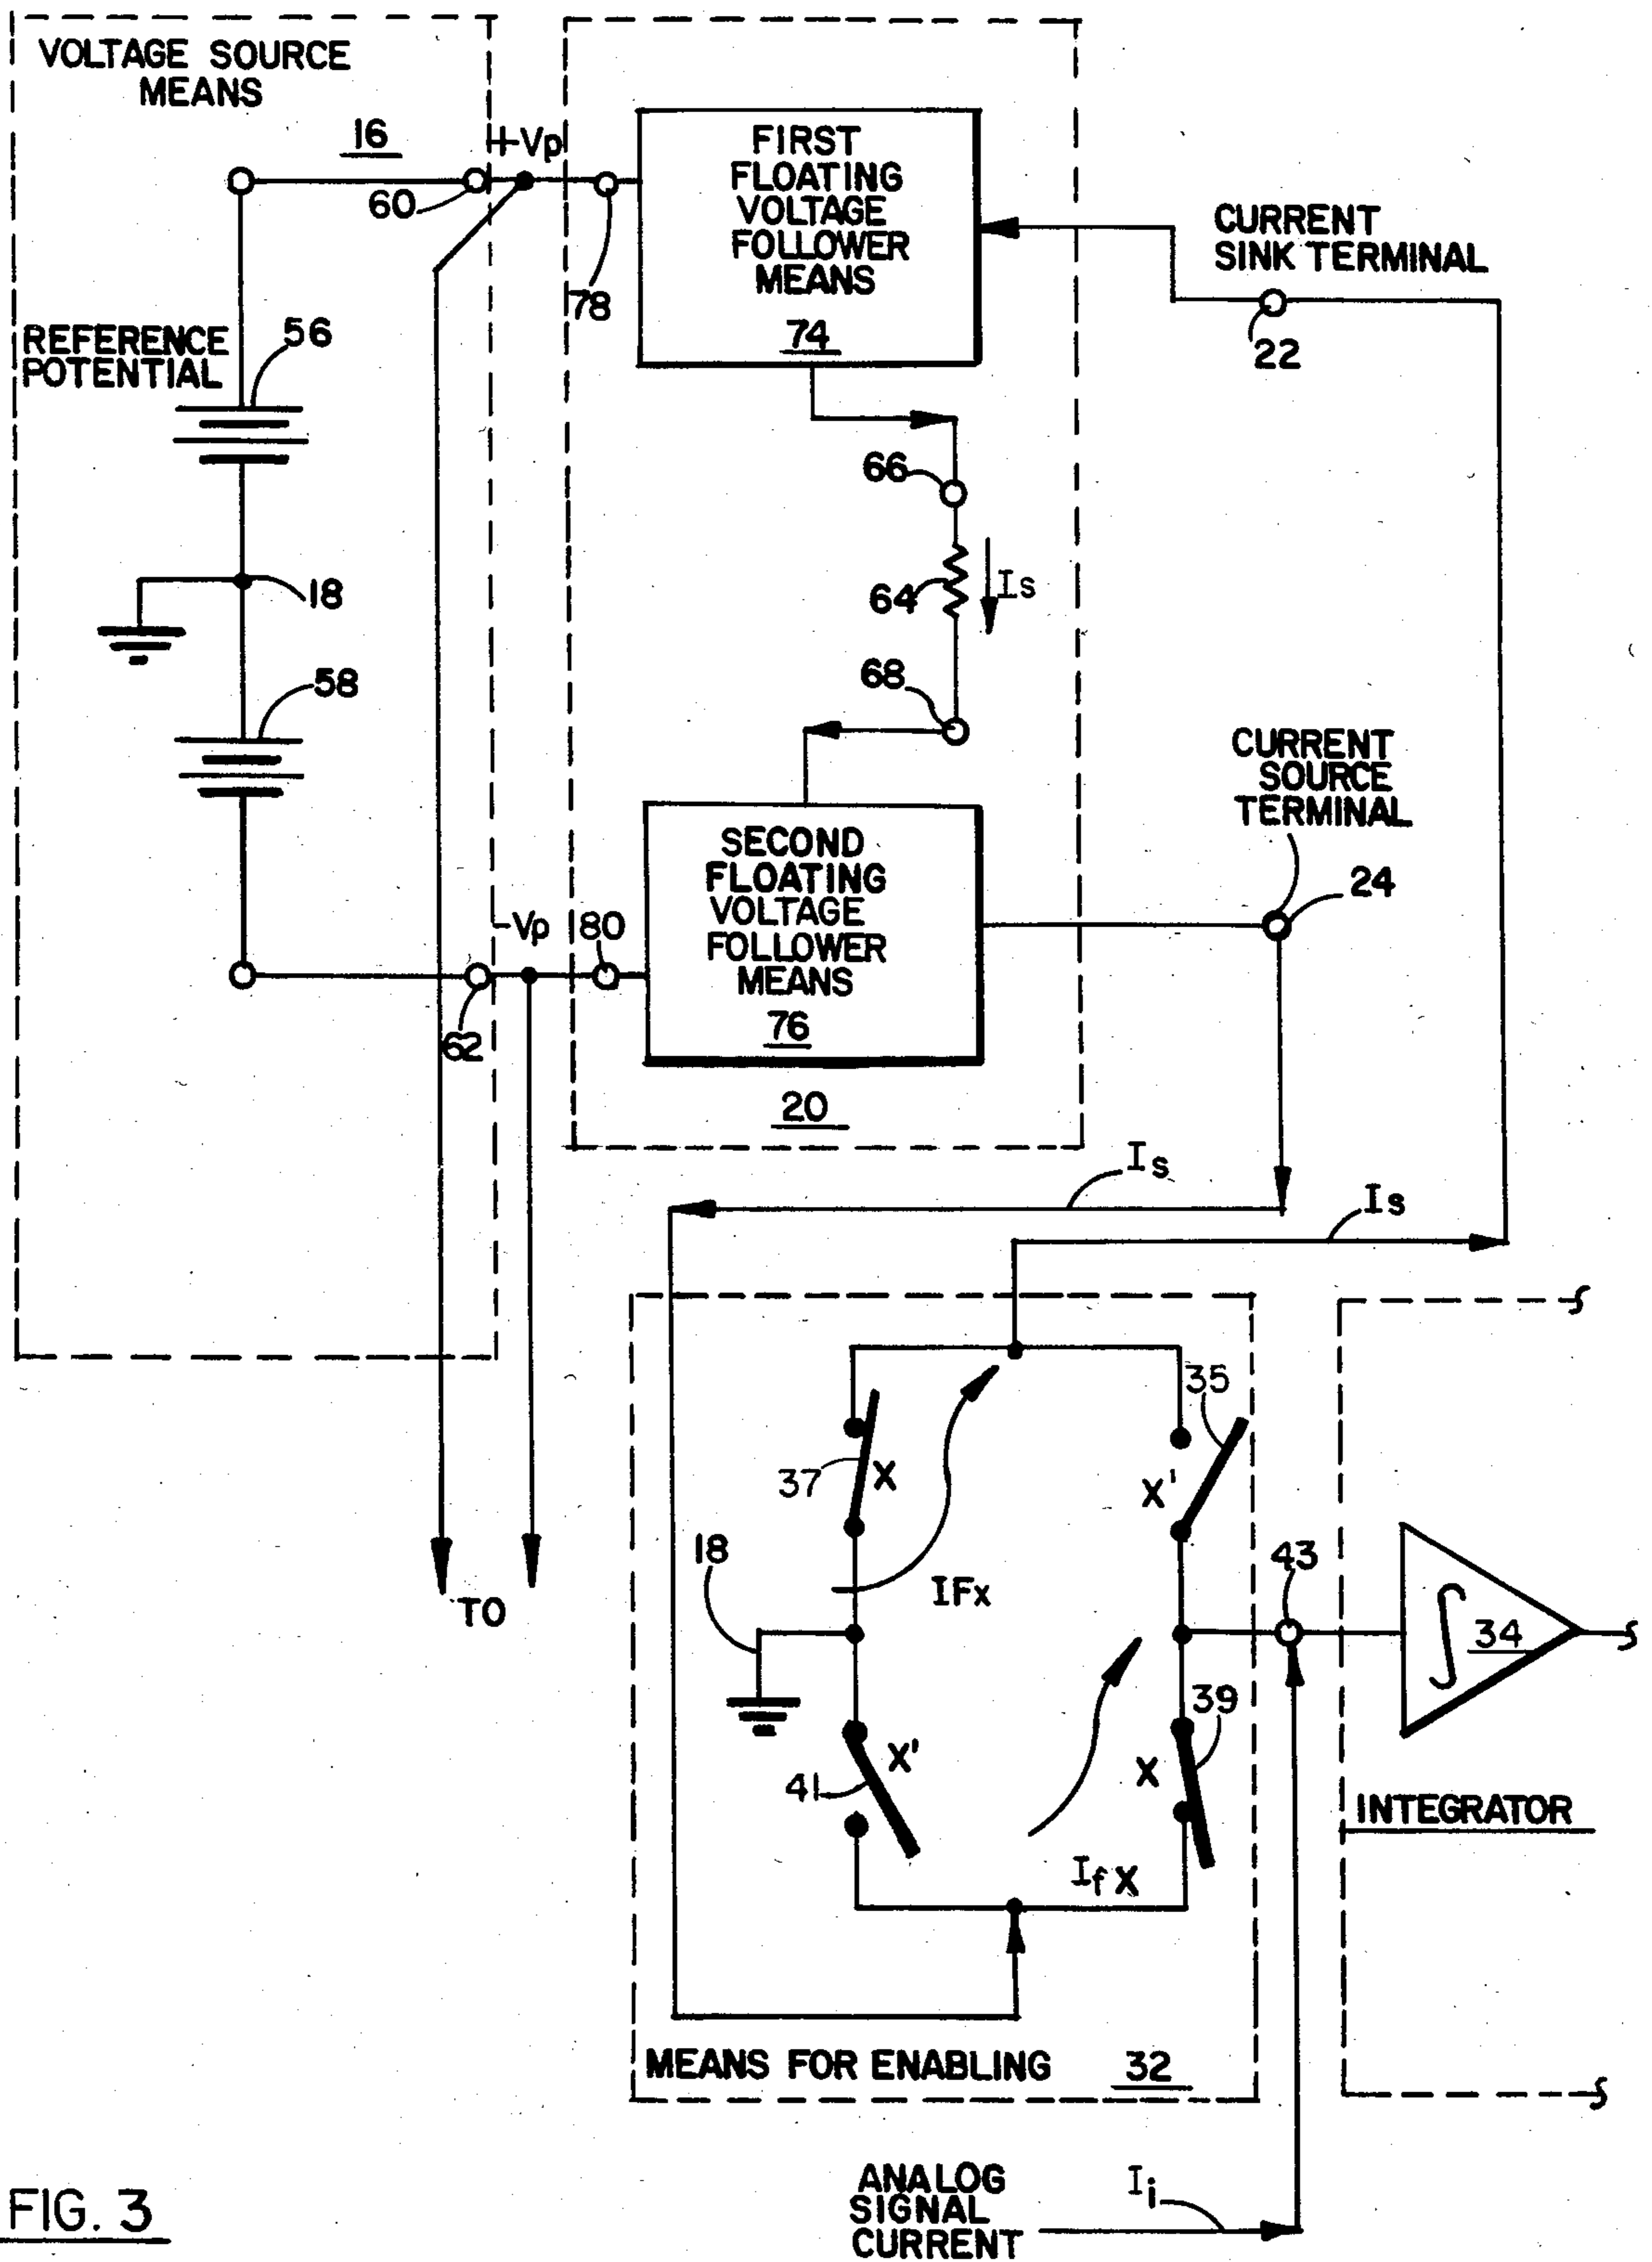 VOLTAGE SOURCE
MEANS
16
+Vp
60
78
FIRST
FLOATING
VOLTAGE
FOLLOWER
MEANS
74
CURRENT
SINK TERMINAL
22
REFERENCE
POTENTIAL
56
66
64
Is
18
68
58
CURRENT
SOURCE
TERMINAL
24
-Vp
80
62
SECOND
FLOATING
VOLTAGE
FOLLOWER
MEANS
76
20
Is
Is
35
37
X
X'
18
43
IFx
TO
34
39
X'
X
41
INTEGRATOR
IfX
MEANS FOR ENABLING 32
ANALOG
SIGNAL
CURRENT
Ii
FIG. 3